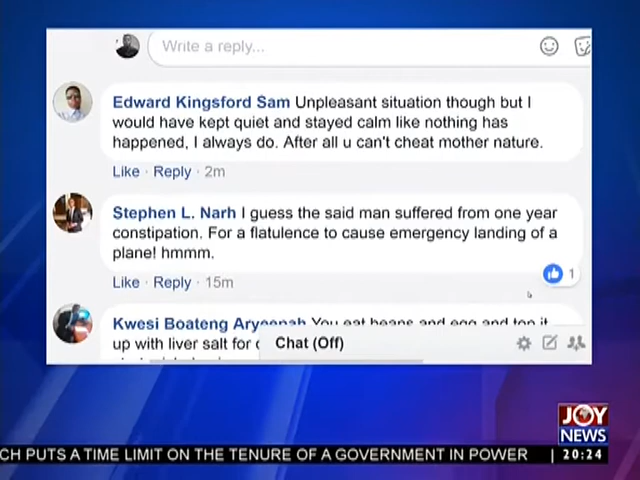 Write a reply...
Edward Kingsford Sam Unpleasant situation though but I
would have kept quiet and stayed calm like nothing has
happened, I always do. After all u can't cheat mother nature.
Like · Reply · 2m
Stephen L. Narh I guess the said man suffered from one year
constipation. For a flatulence to cause emergency landing of a
plane! hmmm.
1
Like · Reply · 15m
Kwesi Boateng Aryeenah You eat beans and egg and top it
up with liver salt for
Chat (Off)
JOY
NEWS
CH PUTS A TIME LIMIT ON THE TENURE OF A GOVERNMENT IN POWER | 20:24